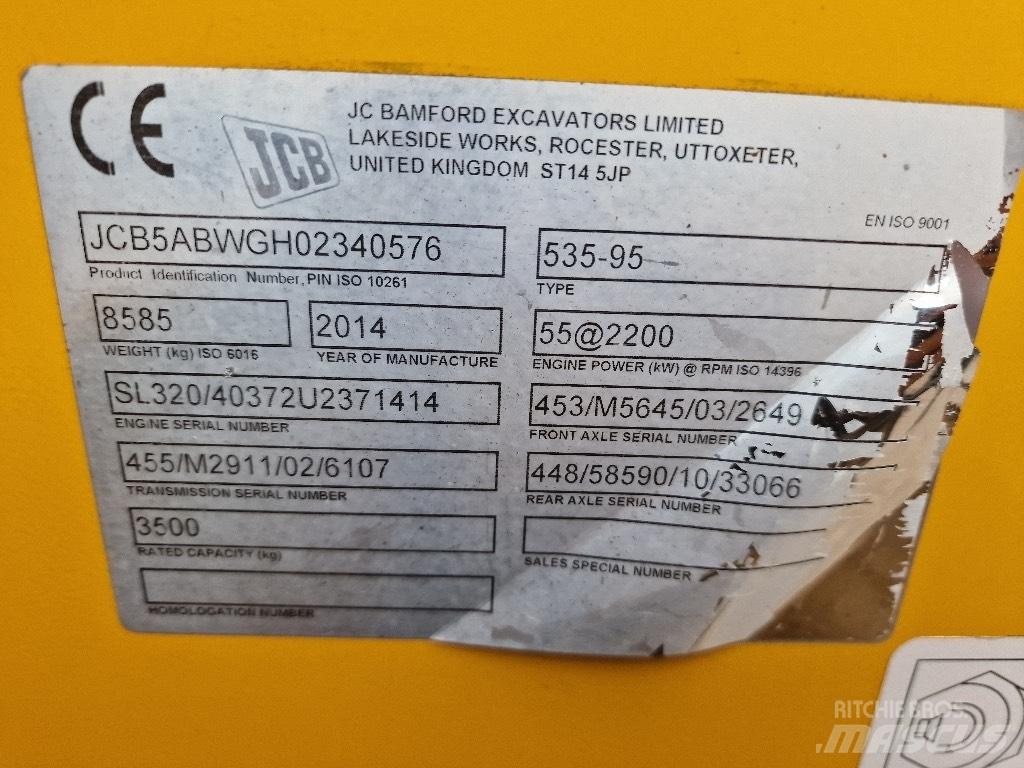 CE
JCB
JC BAMFORD EXCAVATORS LIMITED
LAKESIDE WORKS, ROCESTER, UTTOXETER,
UNITED KINGDOM ST14 5JP
EN ISO 9001
JCB5ABWGH02340576
Product Identification Number, PIN ISO 10261
535-95
TYPE
8585
WEIGHT (kg) ISO 6016
2014
YEAR OF MANUFACTURE
55@2200
ENGINE POWER (kW) @ RPM ISO 14396
SL320/40372U2371414
ENGINE SERIAL NUMBER
453/M5645/03/2649
FRONT AXLE SERIAL NUMBER
455/M2911/02/6107
TRANSMISSION SERIAL NUMBER
448/58590/10/33066
REAR AXLE SERIAL NUMBER
3500
RATED CAPACITY (kg)
SALES SPECIAL NUMBER
HOMOLOGATION NUMBER
RITCHIE BROS.
MASCUS